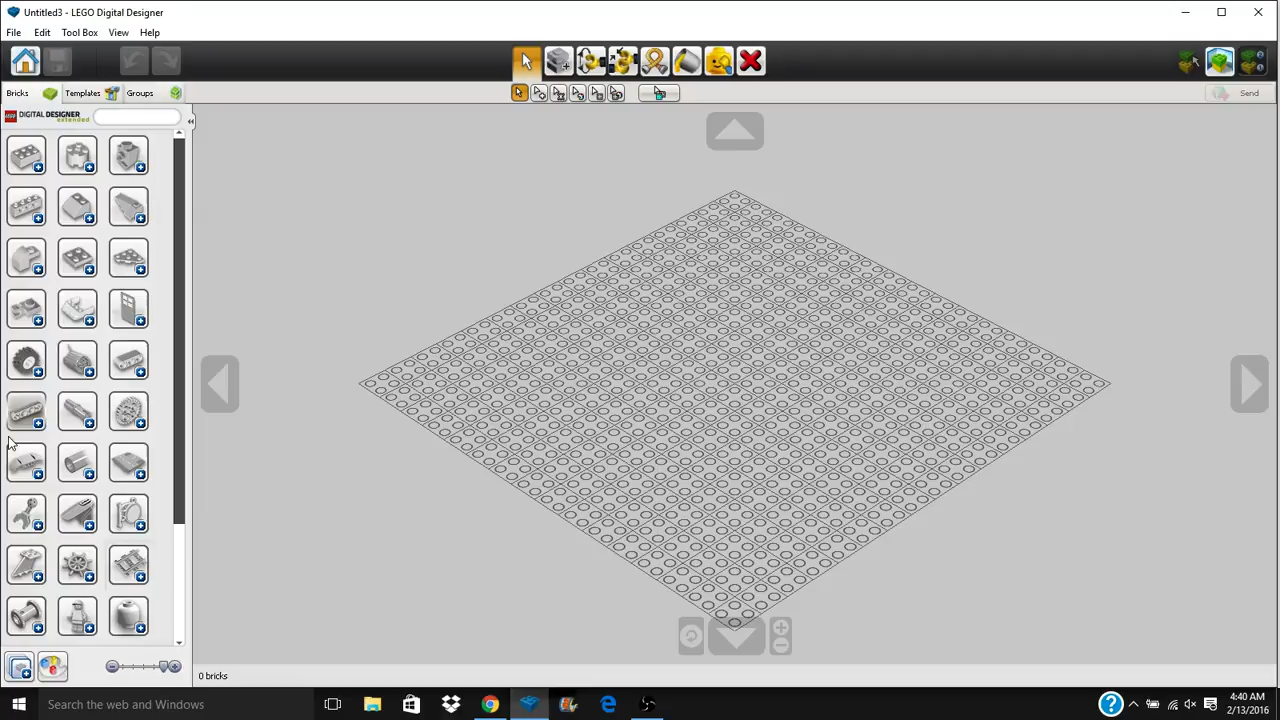 Untitled3 - LEGO Digital Designer
File Edit Tool Box View Help
Bricks Templates Groups
Send
LEGO DIGITAL DESIGNER
extended
0 bricks
Search the web and Windows
4:40 AM
2/13/2016